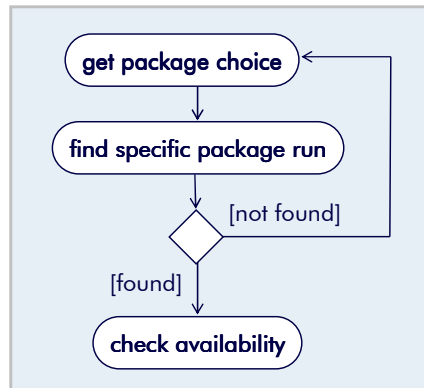 get package choice
find specific package run
[not found]
[found]
check availability